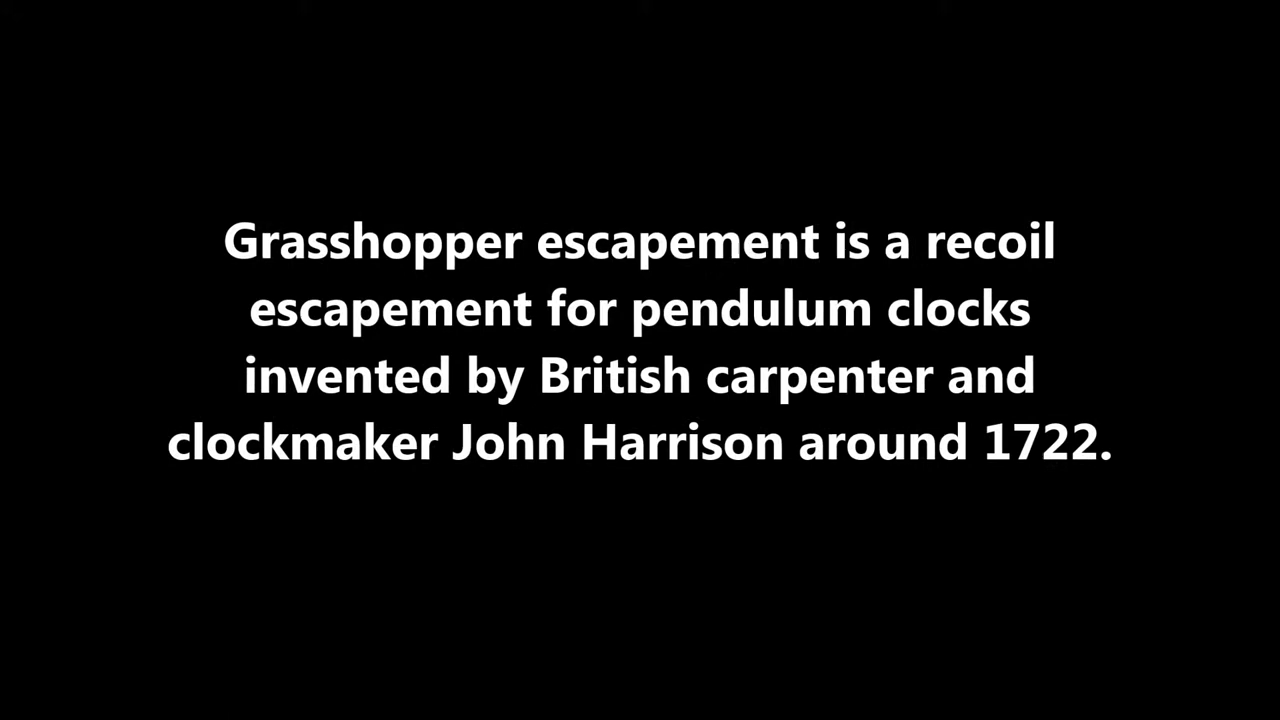 Grasshopper escapement is a recoil
escapement for pendulum clocks
invented by British carpenter and
clockmaker John Harrison around 1722.